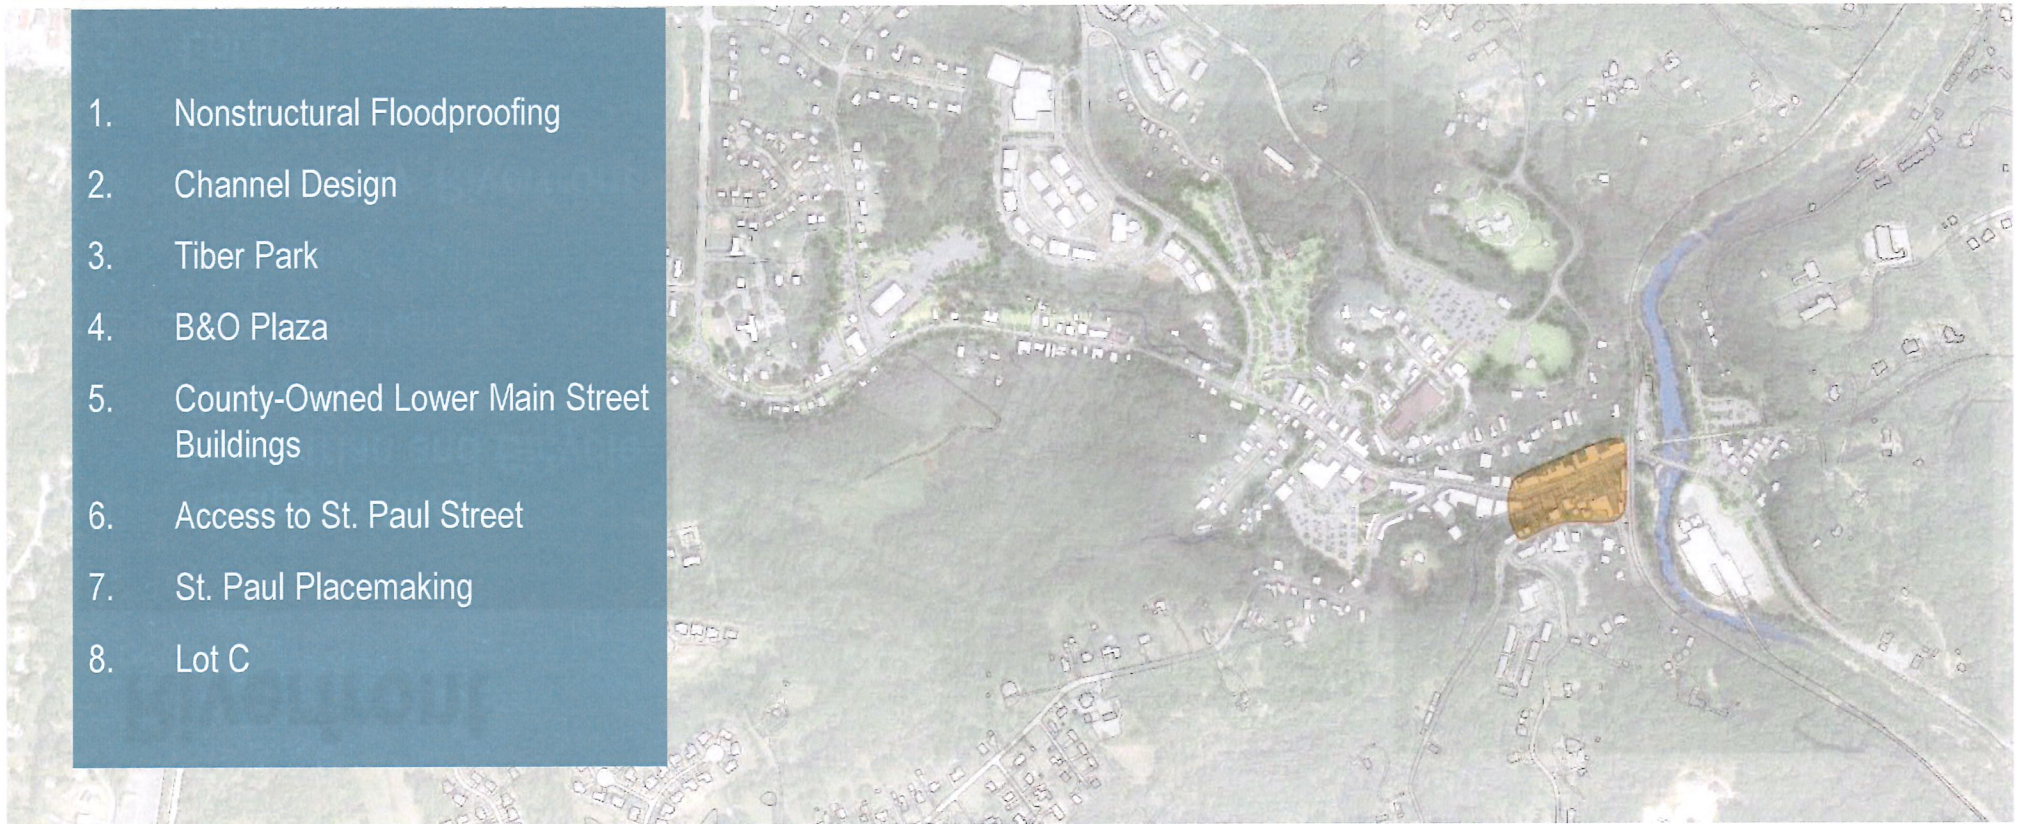 1. Nonstructural Floodproofing
2. Channel Design
3. Tiber Park
4. B&O Plaza
5. County-Owned Lower Main Street
Buildings
6. Access to St. Paul Street
7. St. Paul Placemaking
8. Lot C